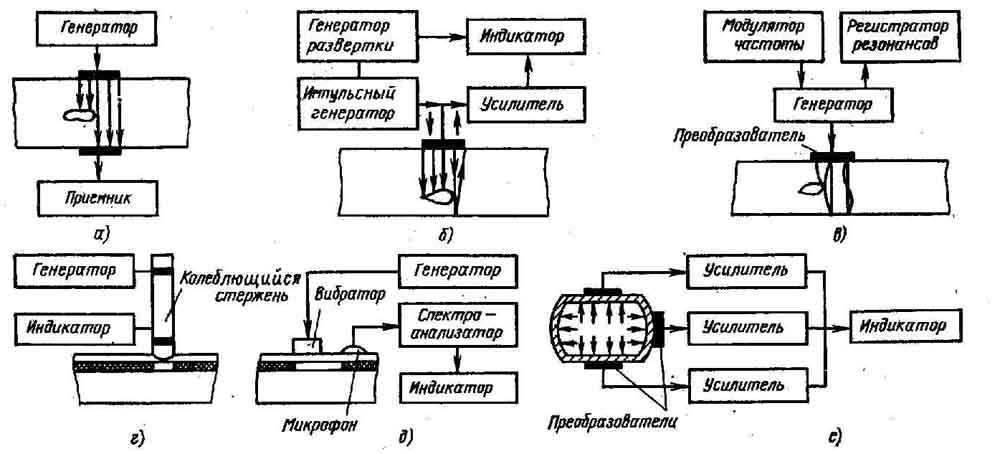 Генератор
Приемник
а)
Генератор
развертки
Индикатор
Импульсный
генератор
Усилитель
б)
Модулятор
частоты
Регистратор
резонансов
Генератор
Преобразователь
в)
Генератор
Колеблющийся
стержень
Индикатор
г)
Вибратор
Генератор
Спектро-
анализатор
Индикатор
Микрофон
д)
Усилитель
Усилитель
Индикатор
Усилитель
Преобразователи
е)